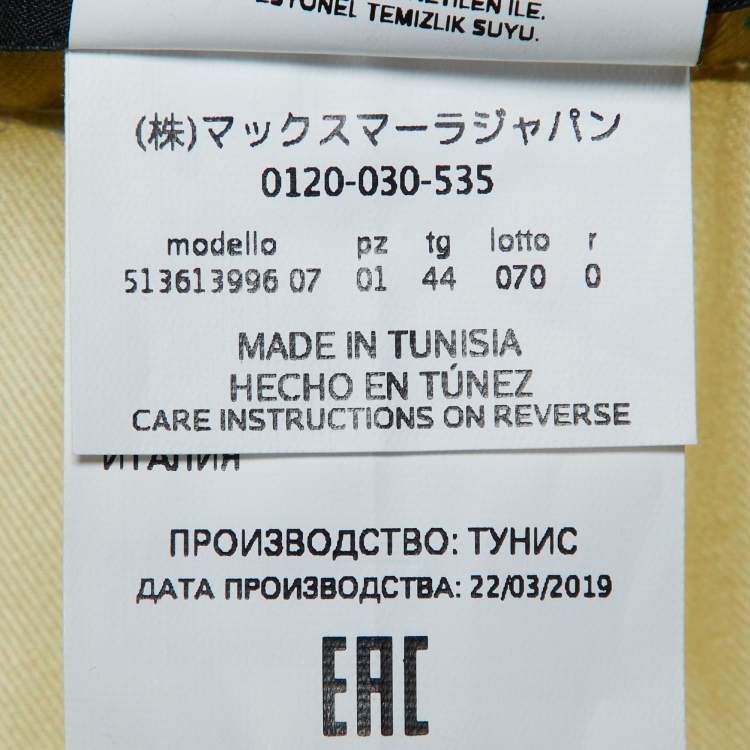 TEMIZLIK SUYU.
(株)マックスマーラジャパン
0120-030-535
modello pz tg lotto r
513613996 07 01 44 070 0
MADE IN TUNISIA
HECHO EN TÚNEZ
CARE INSTRUCTIONS ON REVERSE
ИТАЛИЯ
ПРОИЗВОДСТВО: ТУНИС
ДАТА ПРОИЗВОДСТВА: 22/03/2019
EAC